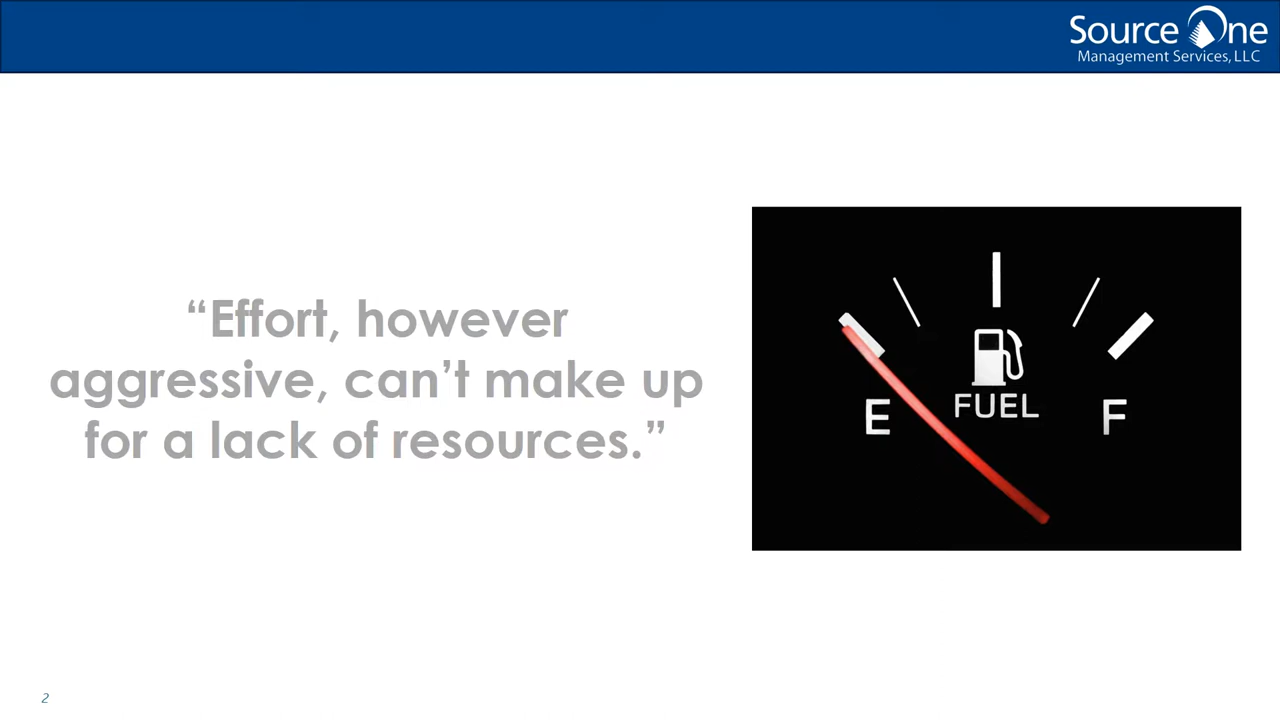 Source One
Management Services, LLC
“Effort, however
aggressive, can’t make up
for a lack of resources.”
FUEL
E
F
2